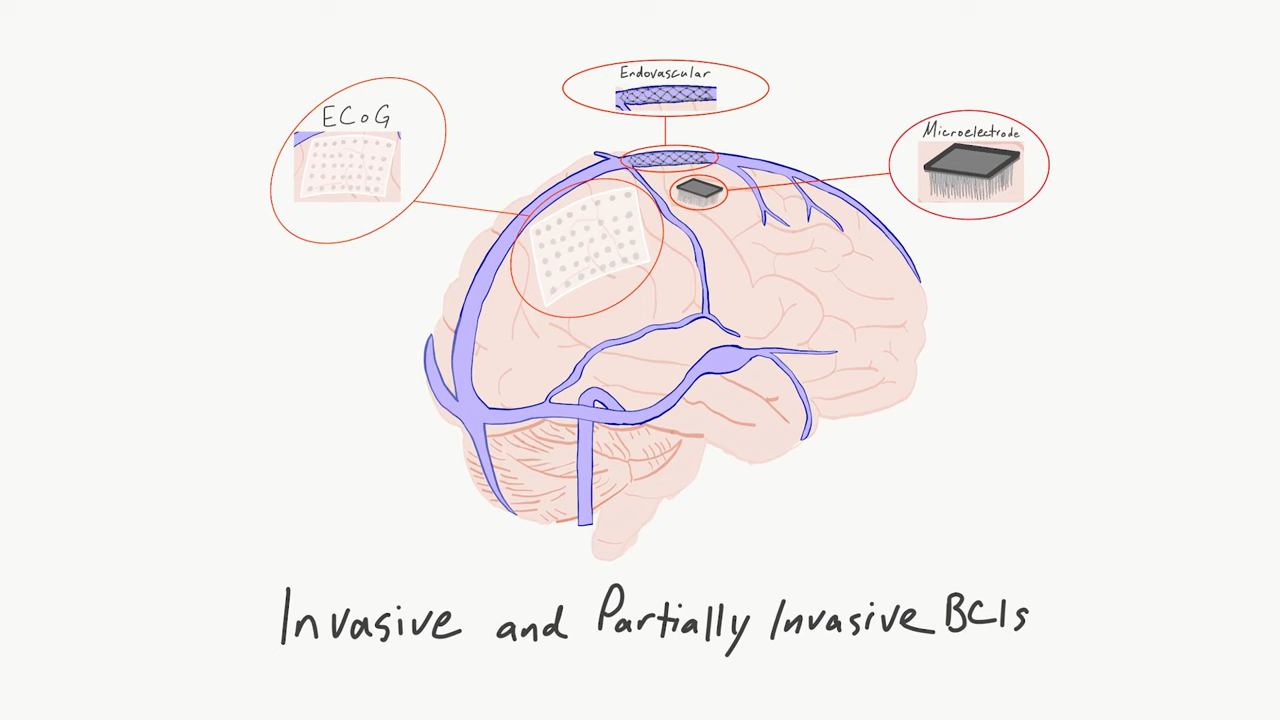 Endovascular
ECoG
Microelectrode
Invasive and Partially Invasive BCIs